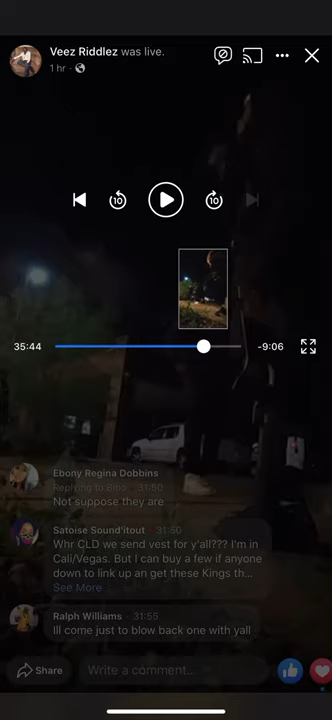 Veez Riddlez was live.
1 hr ·
10
10
35:44
-9:06
Ebony Regina Dobbins
Replying to Bino · 31:50
Not suppose they are
Satoise Sound'itout · 31:50
Whr CLD we send vest for y'all??? I'm in
Cali/Vegas. But I can buy a few if anyone
down to link up an get these Kings th...
See More
Ralph Williams · 31:55
Ill come just to blow back one with yall
Share
Write a comment...